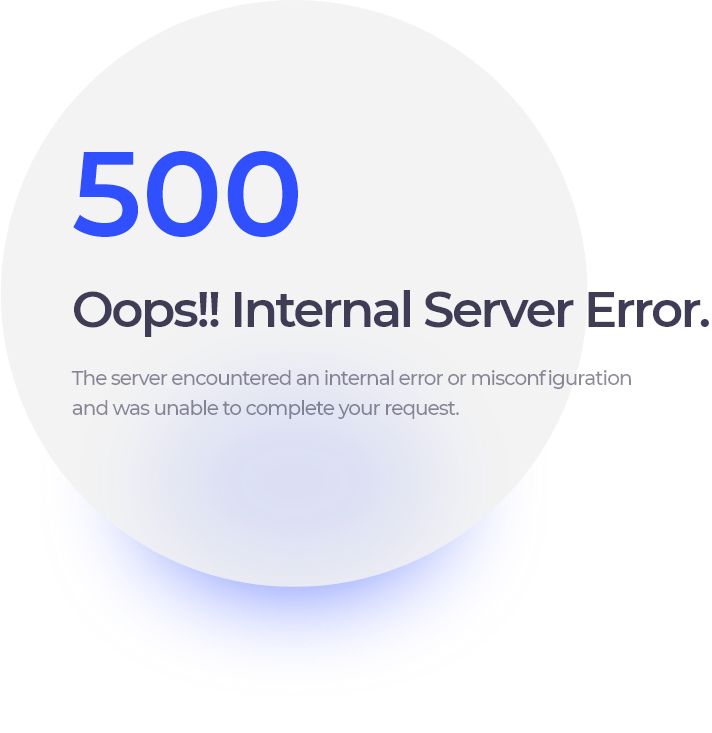 500
Oops!! Internal Server Error.
The server encountered an internal error or misconfiguration
and was unable to complete your request.